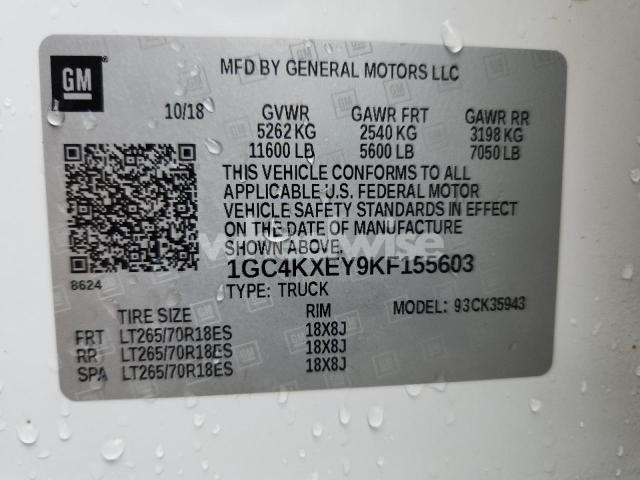 GM
MFD BY GENERAL MOTORS LLC
10/18 GVWR GAWR FRT GAWR RR
5262 KG 2540 KG 3198 KG
11600 LB 5600 LB 7050 LB
THIS VEHICLE CONFORMS TO ALL
APPLICABLE U.S. FEDERAL MOTOR
VEHICLE SAFETY STANDARDS IN EFFECT
ON THE DATE OF MANUFACTURE
SHOWN ABOVE.
1GC4KXEY9KF155603
8624
TYPE: TRUCK
MODEL: 93CK35943
TIRE SIZE RIM
FRT LT265/70R18ES 18X8J
RR LT265/70R18ES 18X8J
SPA LT265/70R18ES 18X8J